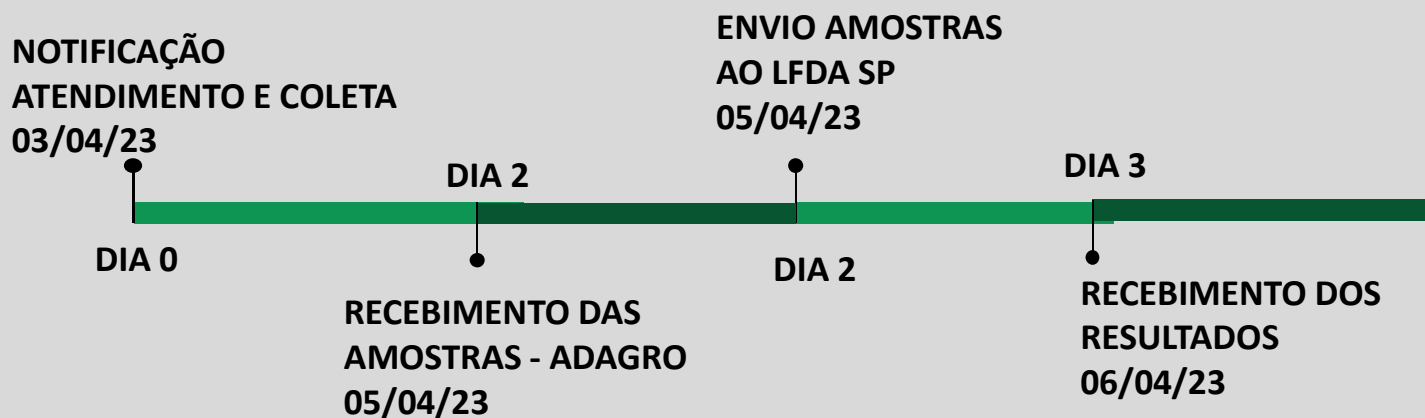 NOTIFICAÇÃO
ATENDIMENTO E COLETA
03/04/23
DIA 0
DIA 2
RECEBIMENTO DAS
AMOSTRAS - ADAGRO
05/04/23
ENVIO AMOSTRAS
AO LFDA SP
05/04/23
DIA 2
DIA 3
RECEBIMENTO DOS
RESULTADOS
06/04/23